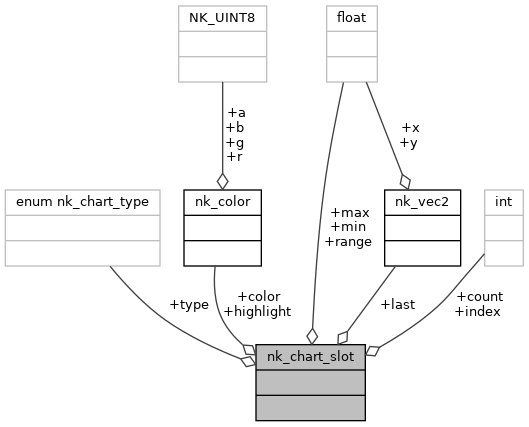 NK_UINT8
float
+a
+b
+g
+r
+x
+y
enum nk_chart_type
nk_color
nk_vec2
int
+max
+min
+range
+type
+color
+highlight
+last
+count
+index
nk_chart_slot